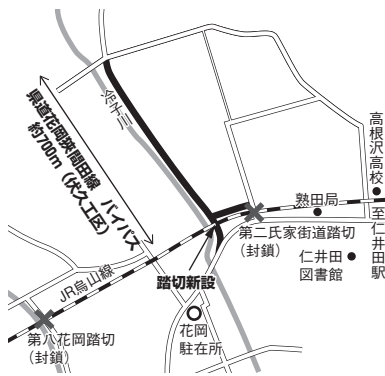 県道花岡狭間田線 バイパス
約700m（伏久工区）
冷子川
JR烏山線
踏切新設
第二氏家街道踏切
（封鎖）
熟田局
仁井田
図書館
高根沢高校
至仁井田駅
花岡
駐在所
第八花岡踏切
（封鎖）